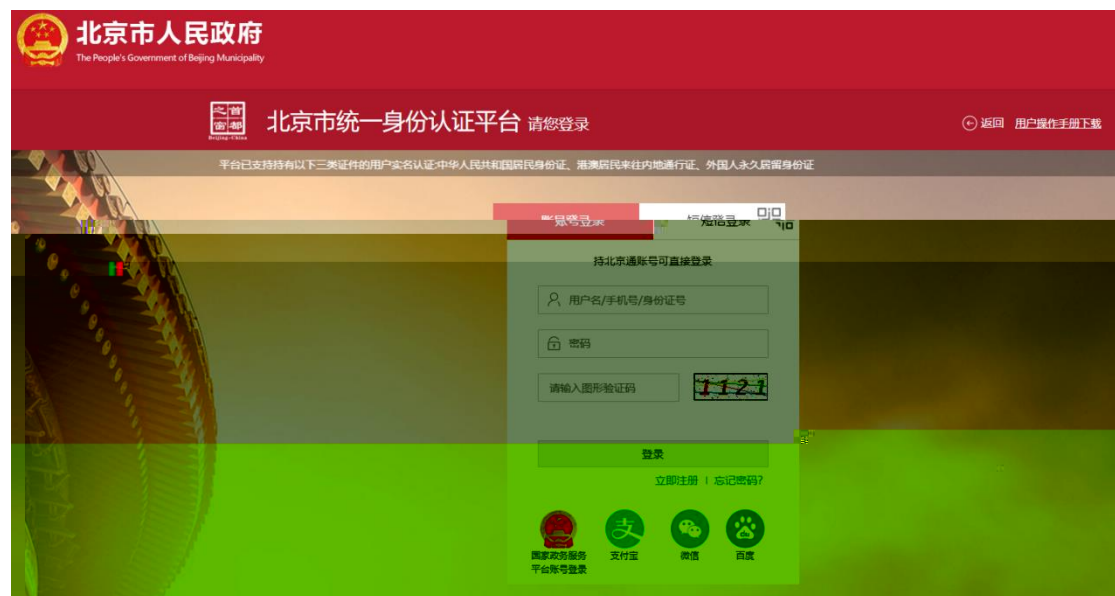 北京市人民政府
The People's Government of Beijing Municipality
之首
窗都
Beijing-China
北京市统一身份认证平台 请您登录
返回 用户操作手册下载
平台已支持持有以下三类证件的用户实名认证:中华人民共和国居民身份证、港澳居民来往内地通行证、外国人永久居留身份证
账号登录 短信登录
持北京通账号可直接登录
用户名/手机号/身份证号
密码
请输入图形验证码 1121
登录
立即注册 | 忘记密码?
国家政务服务 支付宝 微信 百度
平台账号登录